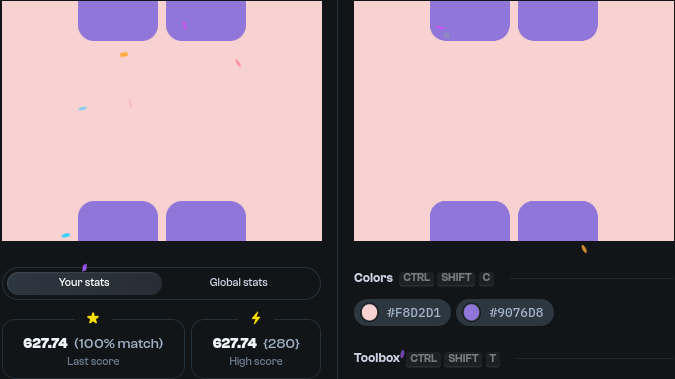 Your stats
Global stats
627.74 (100% match)
Last score
627.74 {280}
High score
Colors CTRL SHIFT C
#F8D2D1 #9076D8
Toolbox CTRL SHIFT T